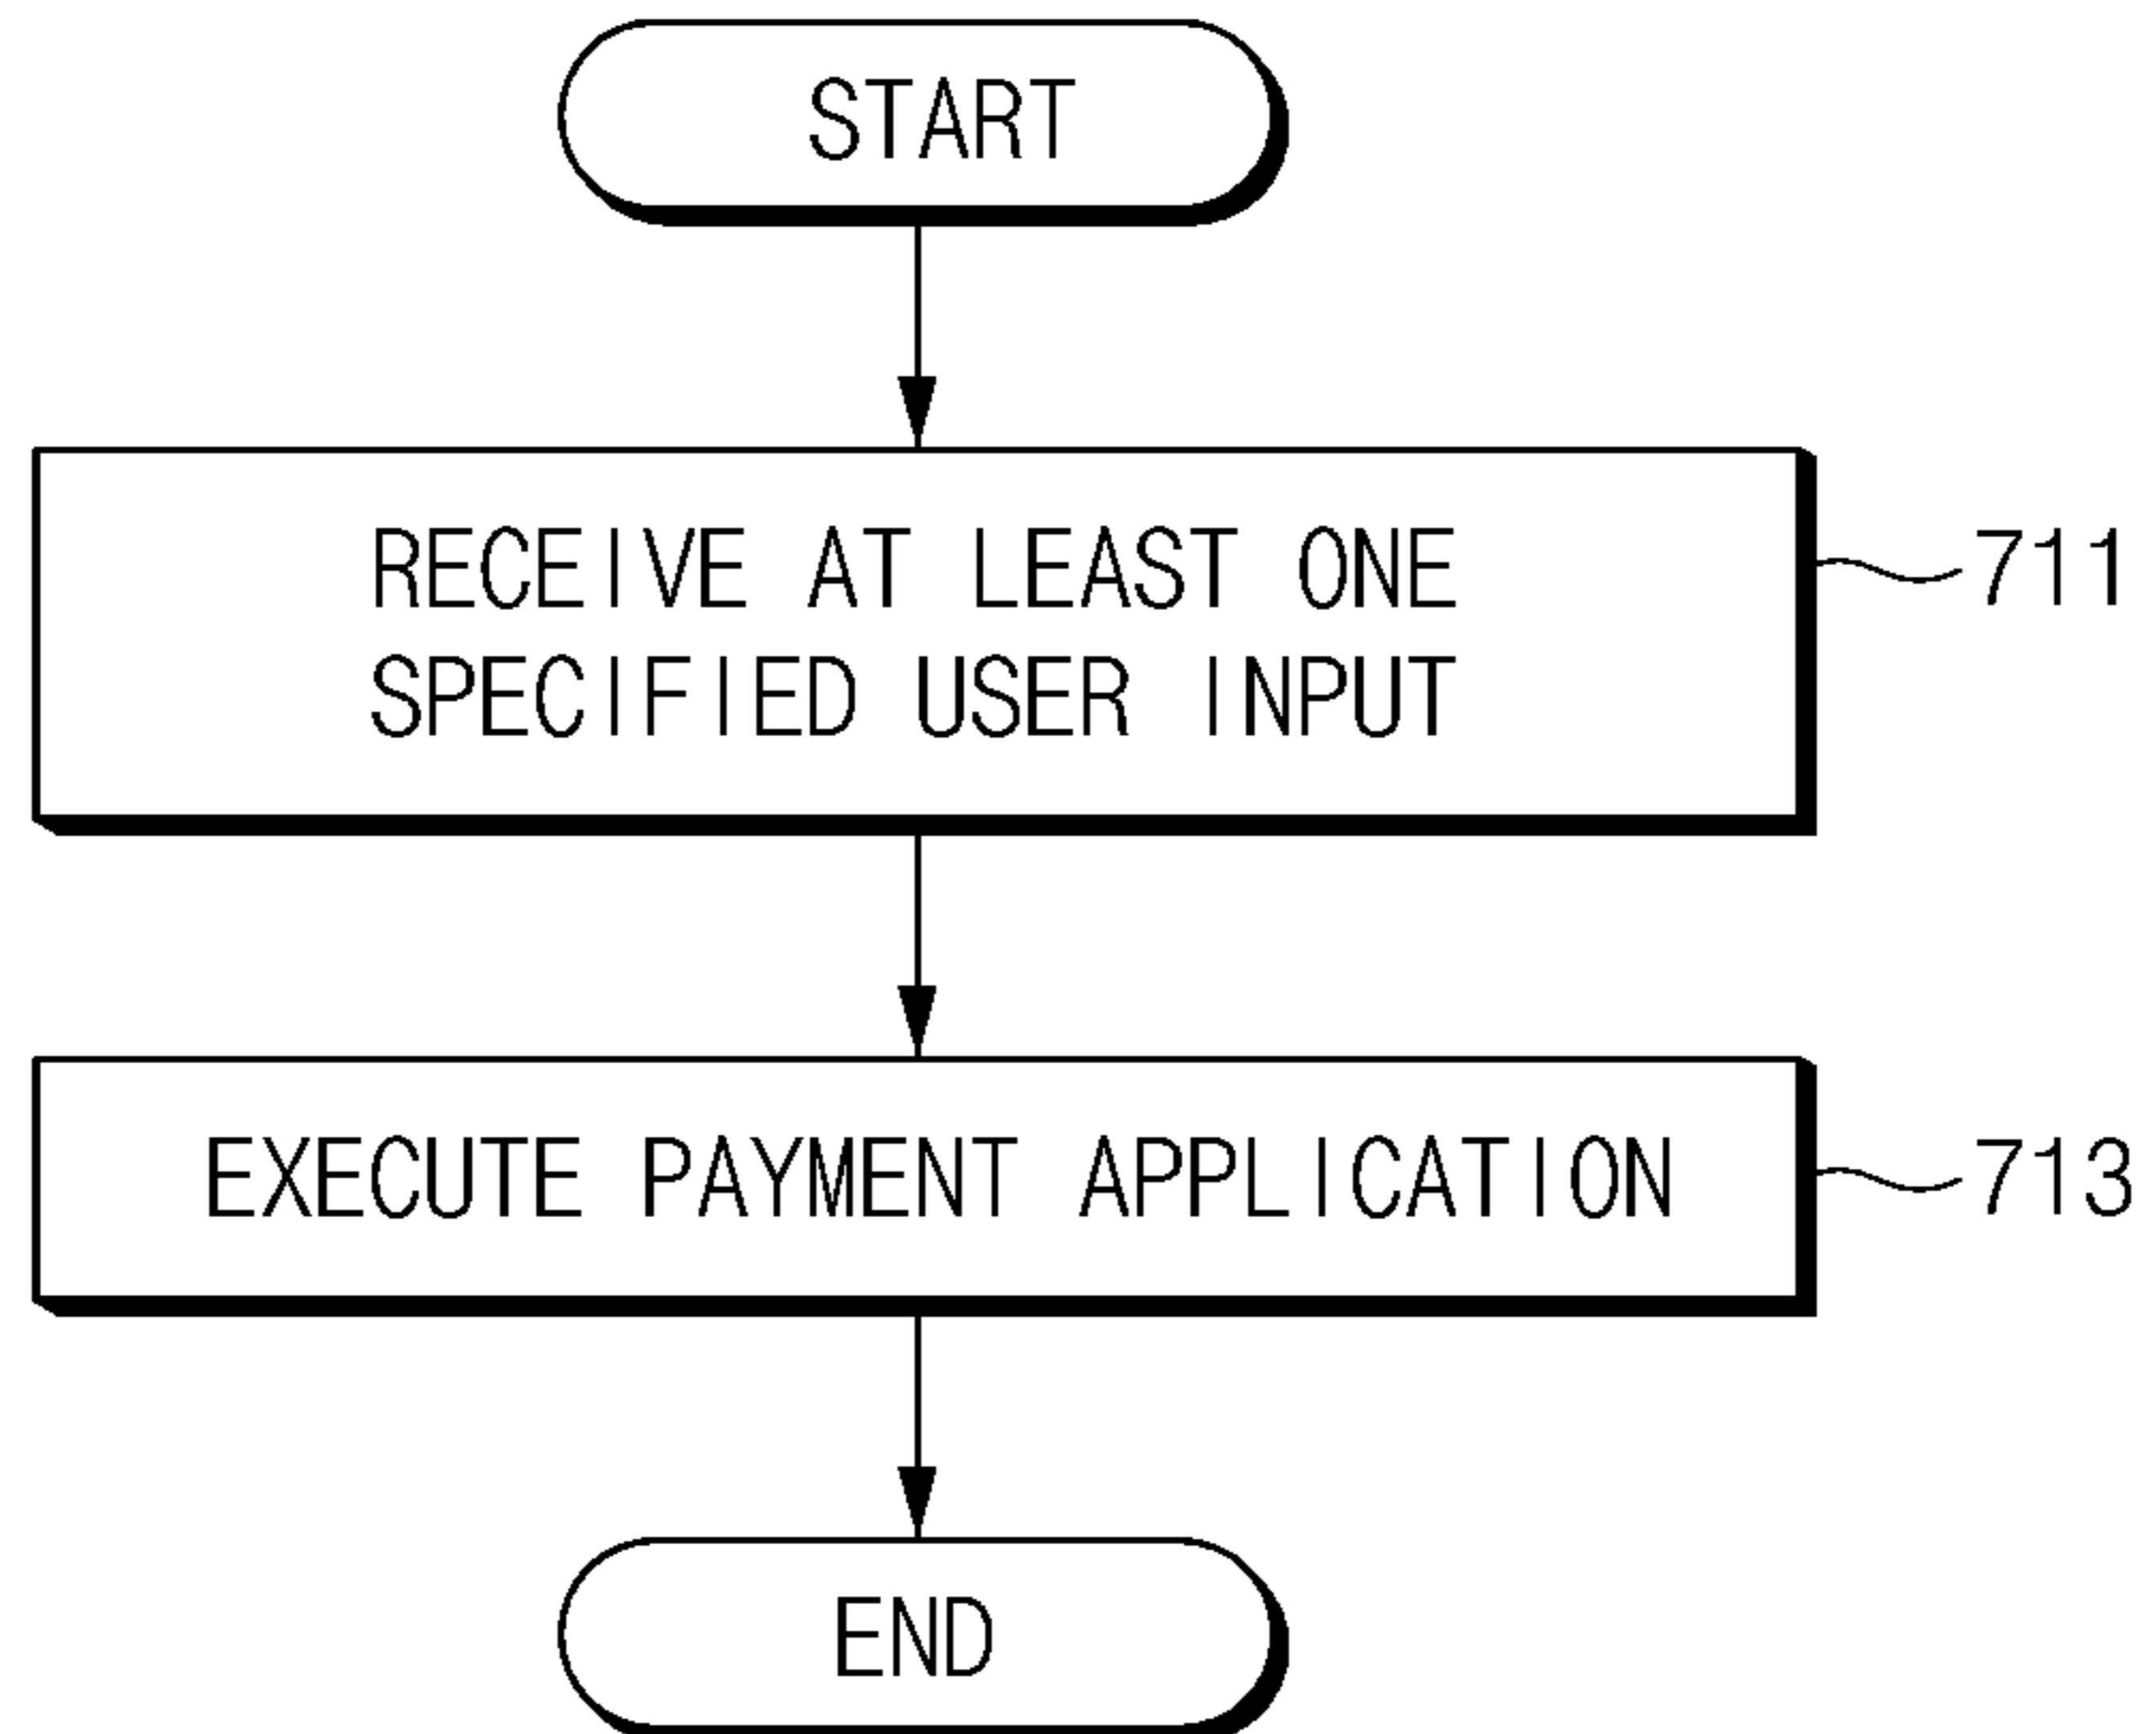 START
RECEIVE AT LEAST ONE
SPECIFIED USER INPUT
711
EXECUTE PAYMENT APPLICATION
713
END